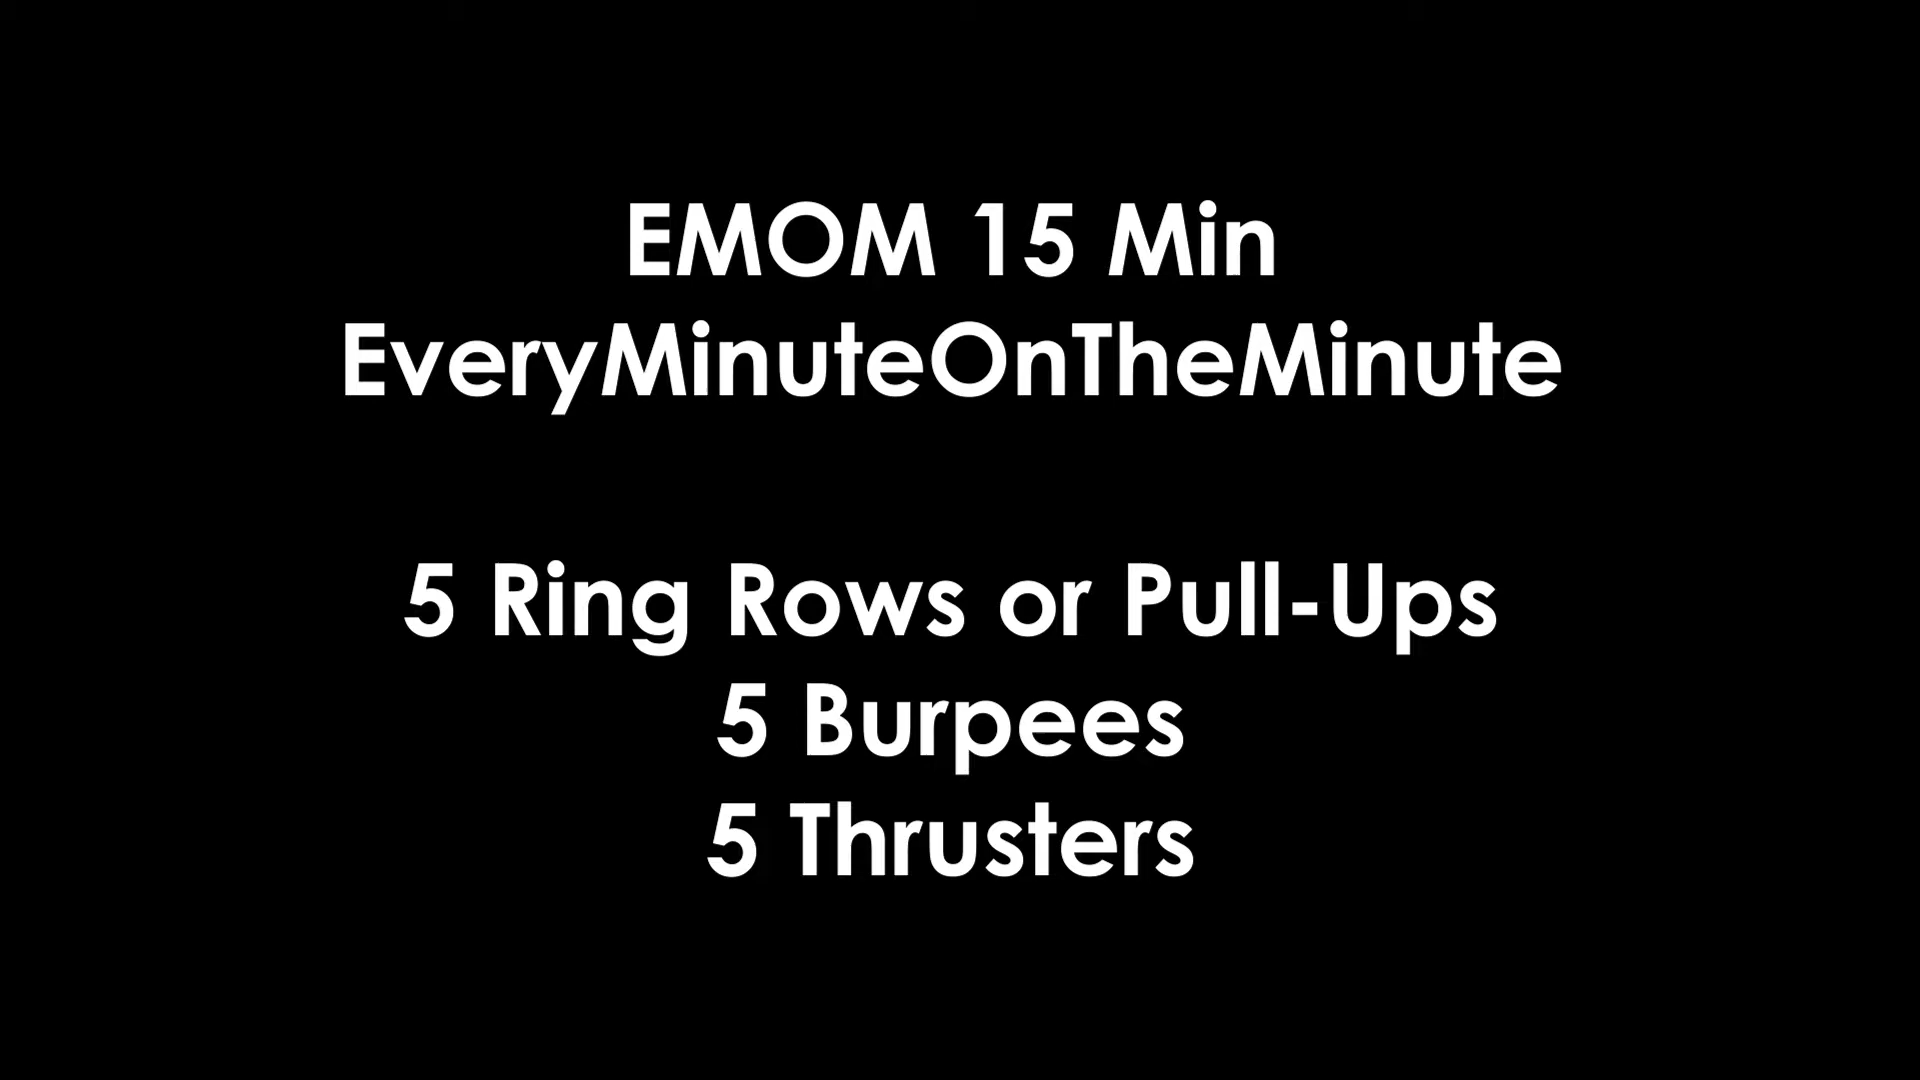 EMOM 15 Min
EveryMinuteOnTheMinute
5 Ring Rows or Pull-Ups
5 Burpees
5 Thrusters